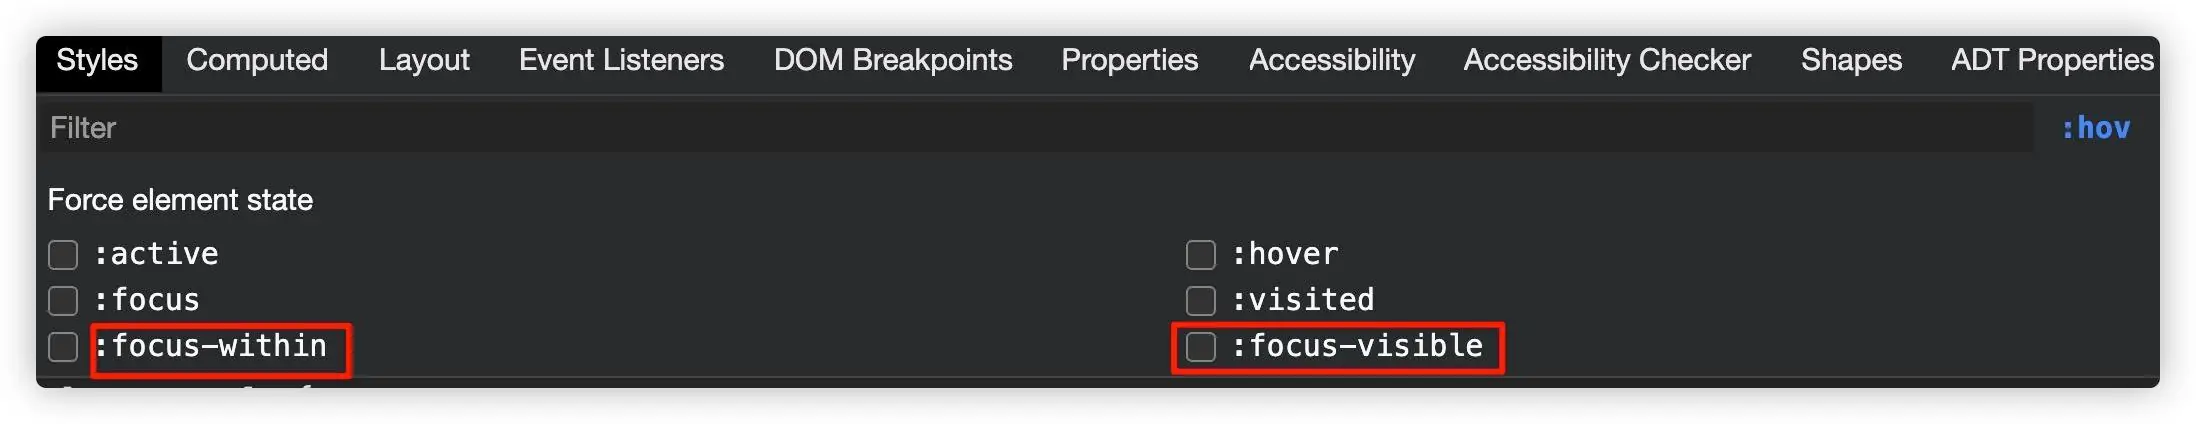 Styles Computed Layout Event Listeners DOM Breakpoints Properties Accessibility Accessibility Checker Shapes ADT Properties
Filter :hov
Force element state
:active :hover
:focus :visited
:focus-within :focus-visible